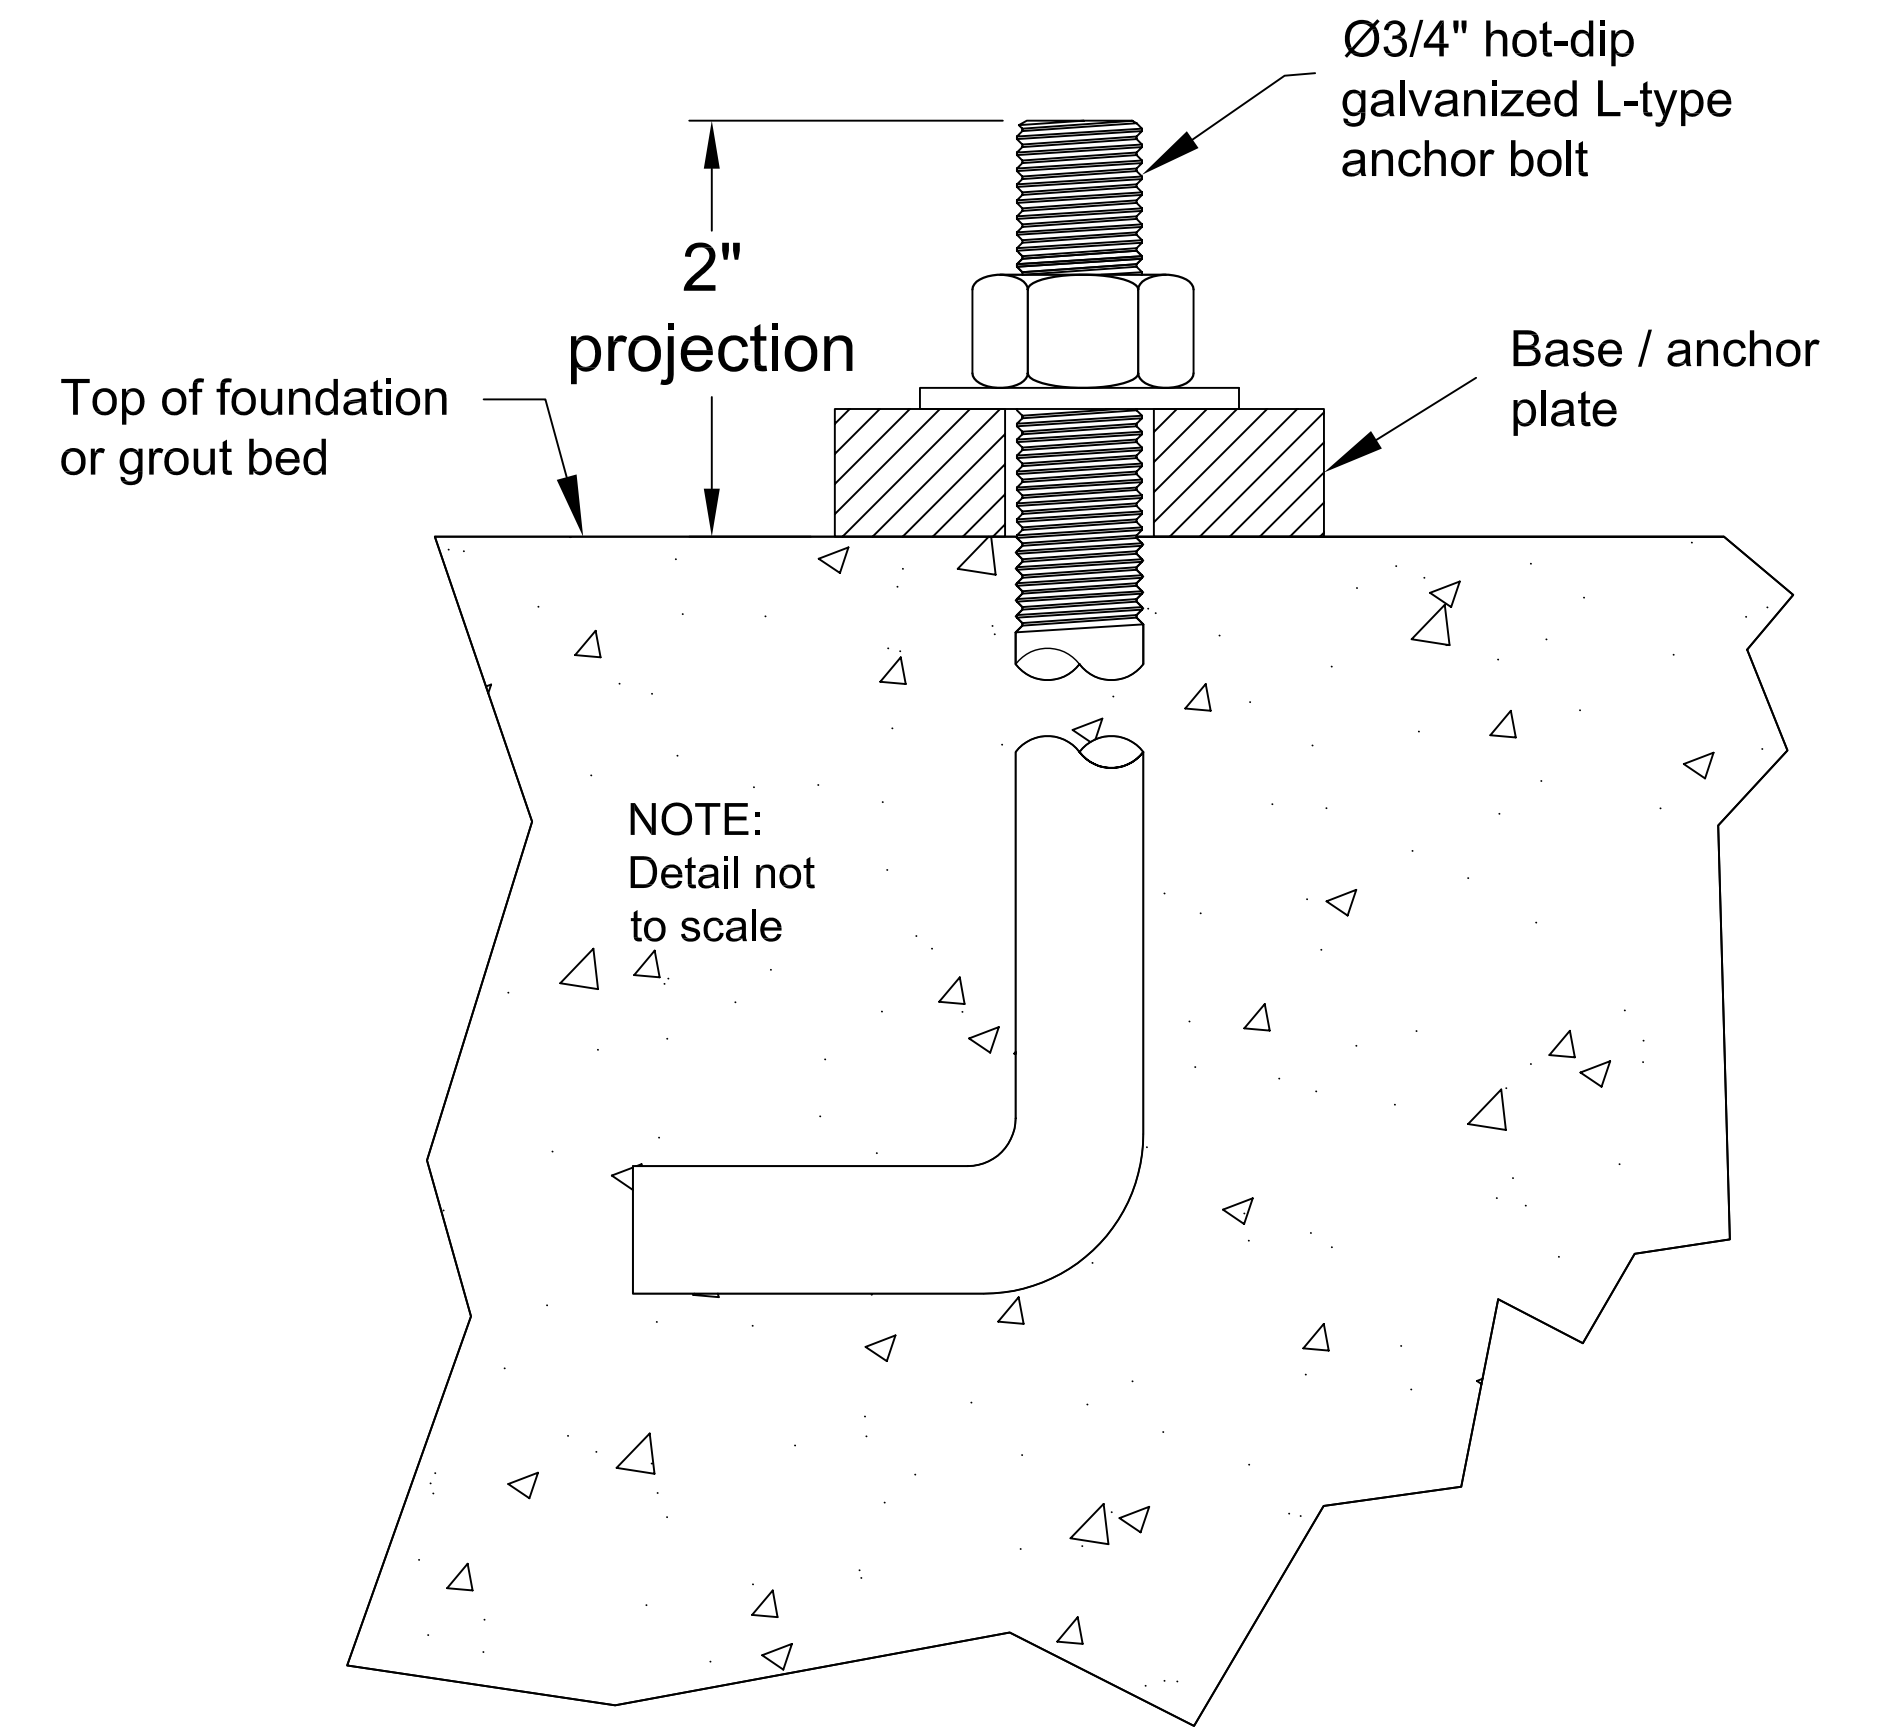 Ø3/4" hot-dip
galvanized L-type
anchor bolt
2"
projection
Base / anchor
plate
Top of foundation
or grout bed
NOTE:
Detail not
to scale